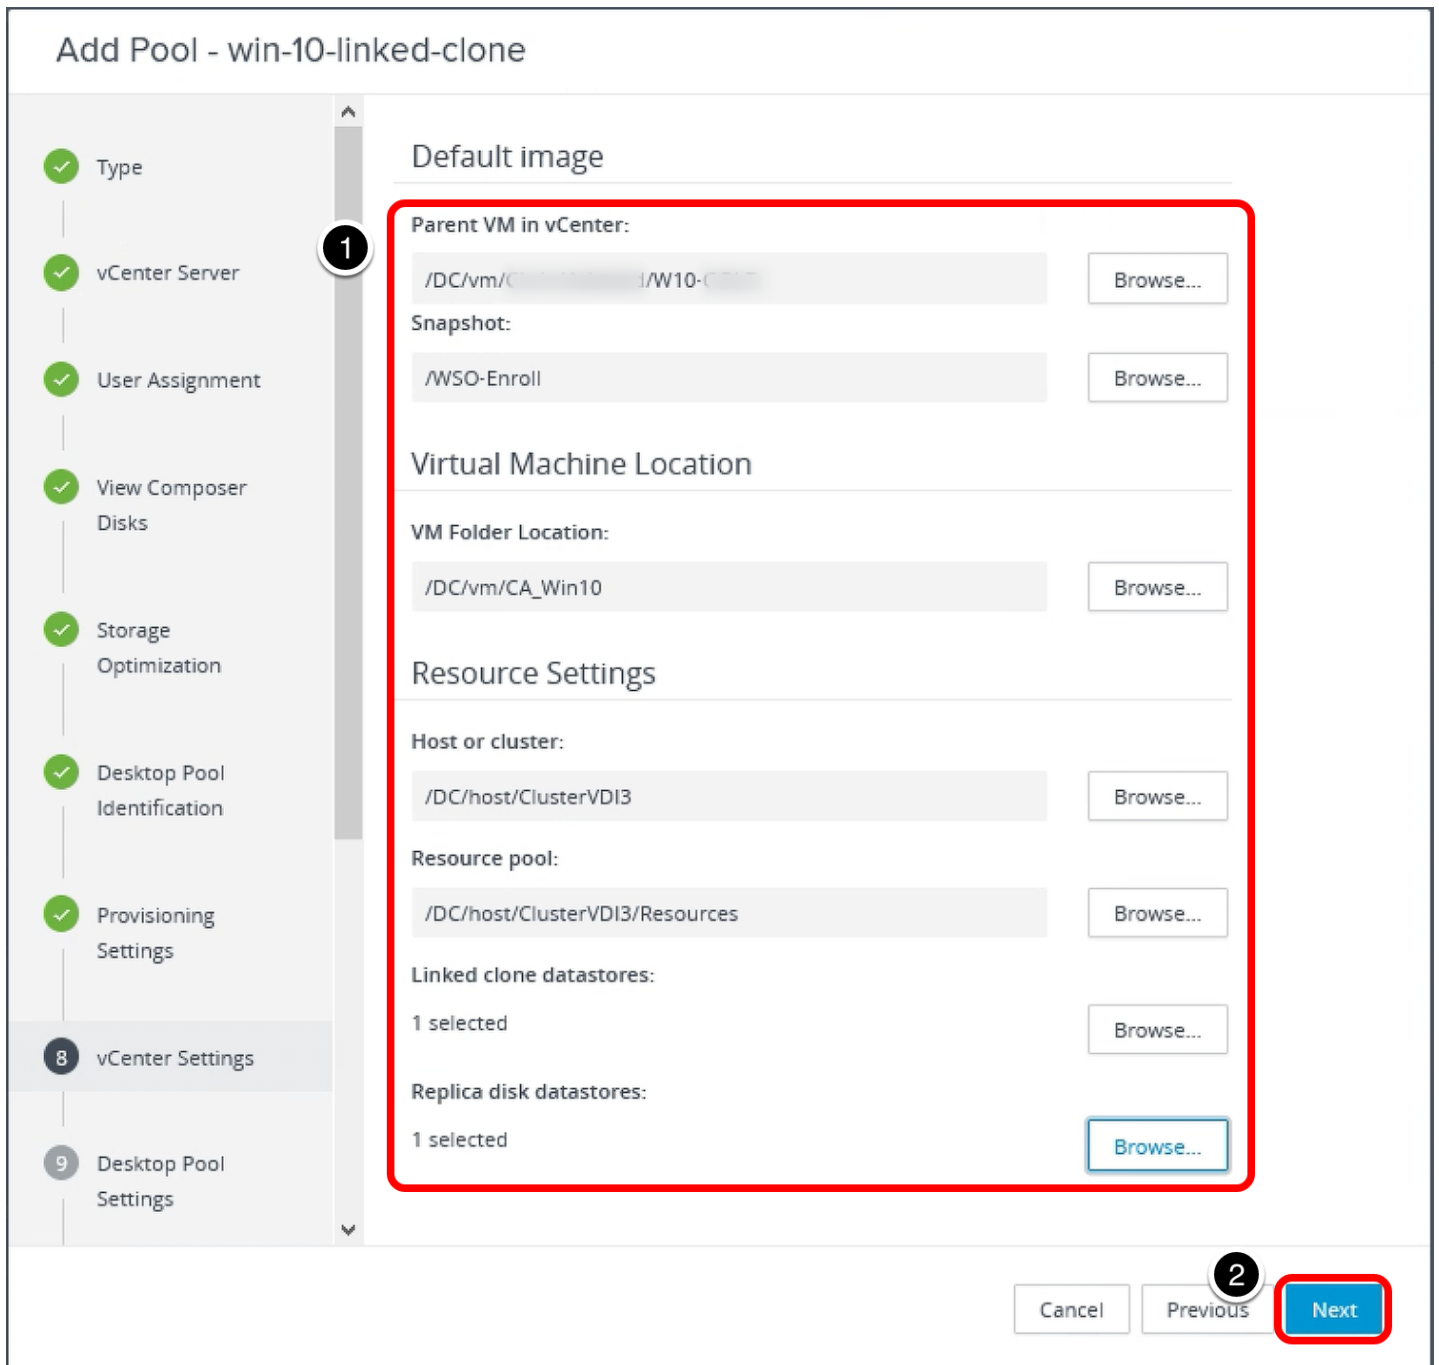 Add Pool - win-10-linked-clone
Type
vCenter Server
User Assignment
View Composer
Disks
Storage
Optimization
Desktop Pool
Identification
Provisioning
Settings
8 vCenter Settings
9 Desktop Pool
Settings
Default image
1
Parent VM in vCenter:
/DC/vm/ /W10- Browse...
Snapshot:
/WSO-Enroll Browse...
Virtual Machine Location
VM Folder Location:
/DC/vm/CA_Win10 Browse...
Resource Settings
Host or cluster:
/DC/host/ClusterVDI3 Browse...
Resource pool:
/DC/host/ClusterVDI3/Resources Browse...
Linked clone datastores:
1 selected Browse...
Replica disk datastores:
1 selected Browse...
2
Cancel Previous Next